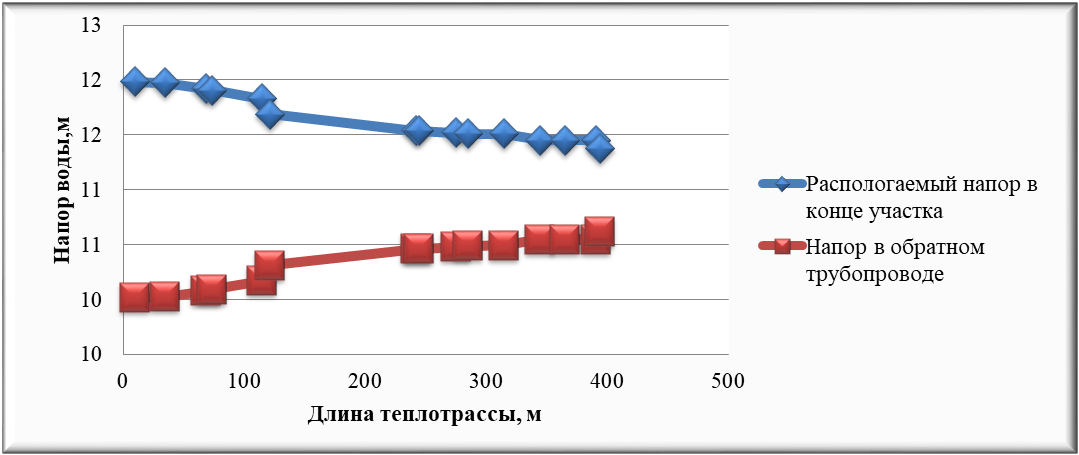 13
12
12
11
11
10
10
0
100
200
300
400
500
Напор воды,м
Длина теплотрассы, м
Распологаемый напор в
конце участка
Напор в обратном
трубопроводе